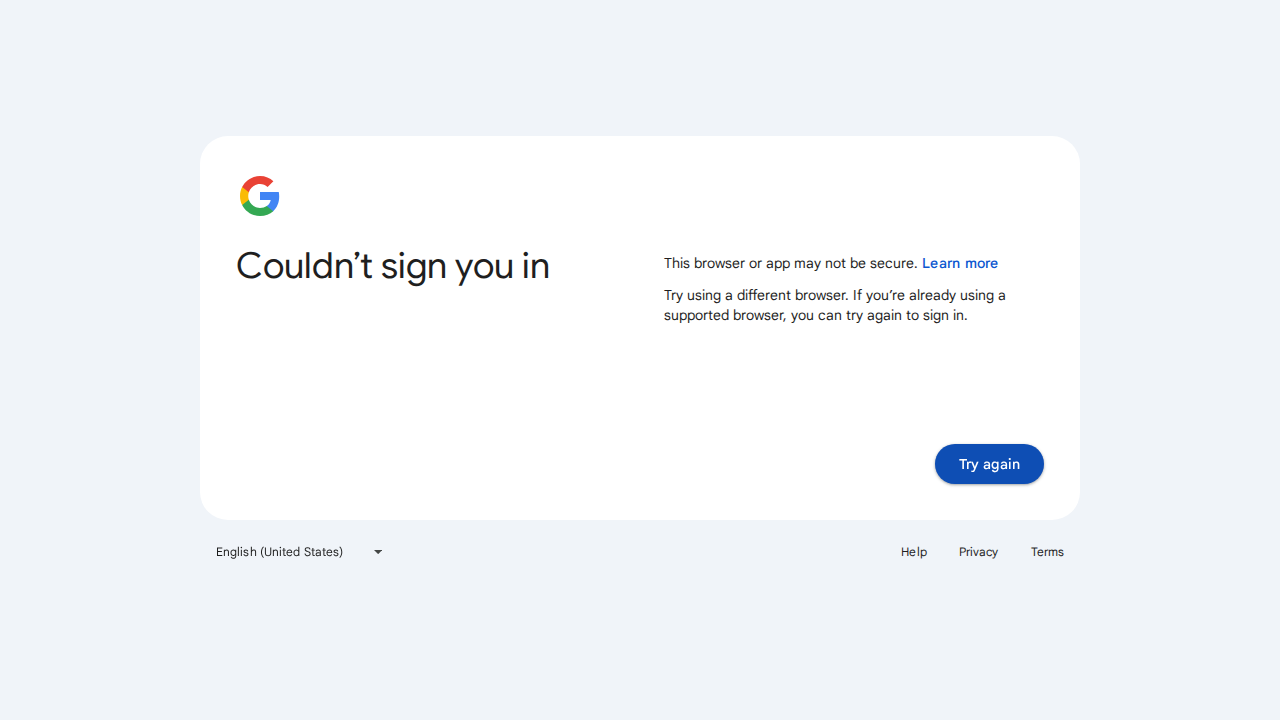 Couldn’t sign you in
This browser or app may not be secure. Learn more
Try using a different browser. If you’re already using a
supported browser, you can try again to sign in.
Try again
English (United States)
Help
Privacy
Terms